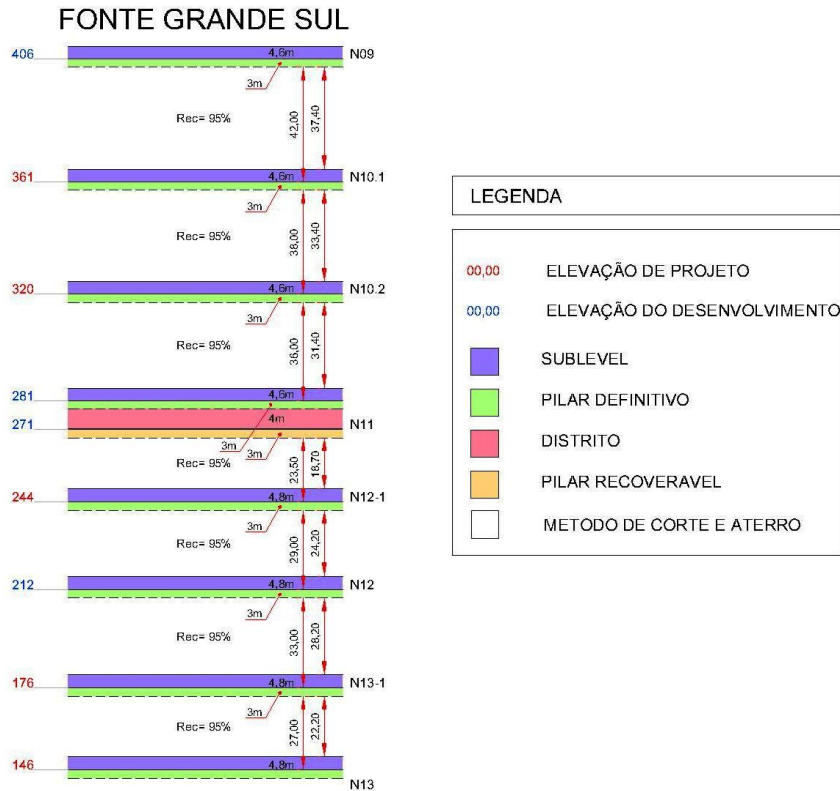 FONTE GRANDE SUL
406
4,6m
N09
3m
Rec= 95%
42,00
37,40
361
4,6m
N10.1
3m
Rec= 95%
38,00
33,40
320
4,6m
N10.2
3m
Rec= 95%
36,00
31,40
281
4,6m
271
4m
N11
3m
3m
Rec= 95%
23,50
18,70
244
4,8m
N12-1
3m
Rec= 95%
29,00
24,20
212
4,8m
N12
3m
Rec= 95%
33,00
28,20
176
4,8m
N13-1
3m
Rec= 95%
27,00
22,20
146
4,8m
N13
LEGENDA
00,00 ELEVAÇÃO DE PROJETO
00,00 ELEVAÇÃO DO DESENVOLVIMENTO
SUBLEVEL
PILAR DEFINITIVO
DISTRITO
PILAR RECOVERAVEL
METODO DE CORTE E ATERRO